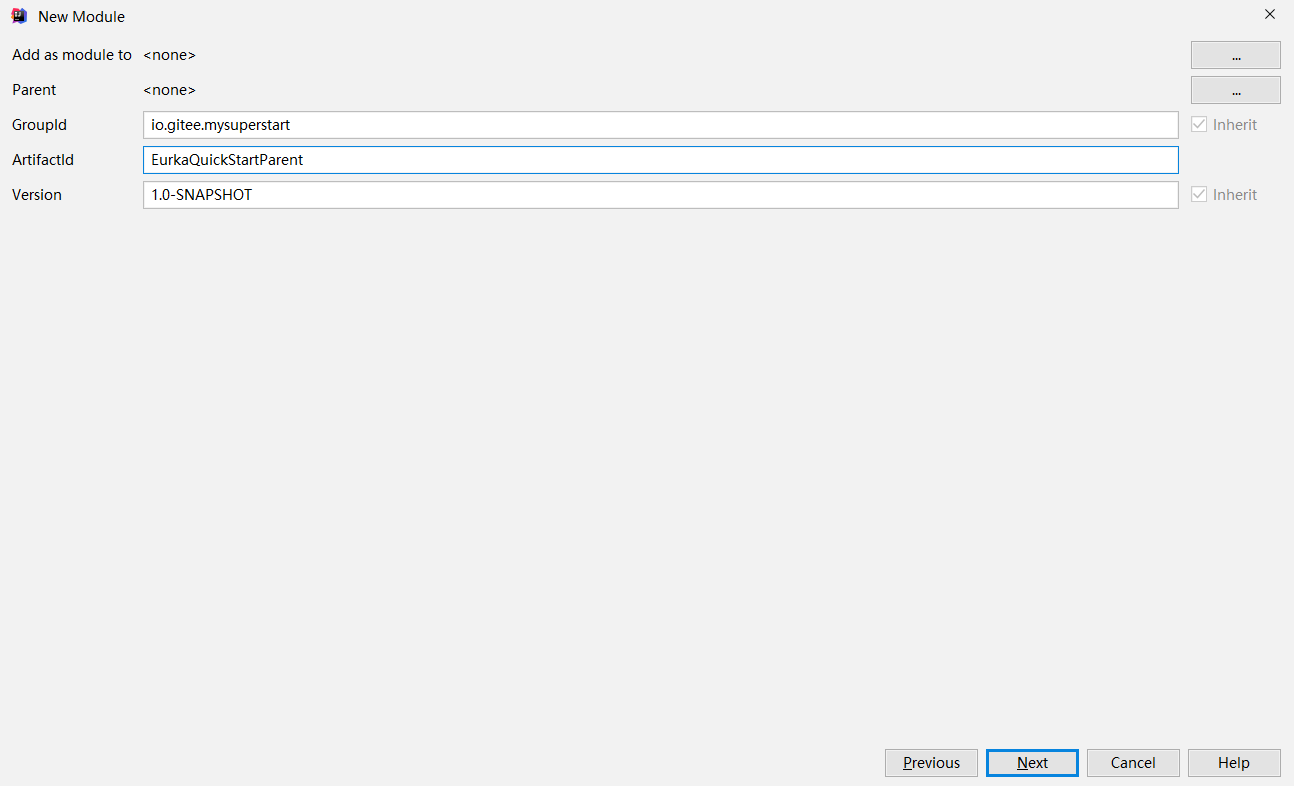 New Module
Add as module to <none> ...
Parent <none> ...
GroupId io.gitee.mysuperstart Inherit
ArtifactId EurkaQuickStartParent
Version 1.0-SNAPSHOT Inherit
Previous Next Cancel Help